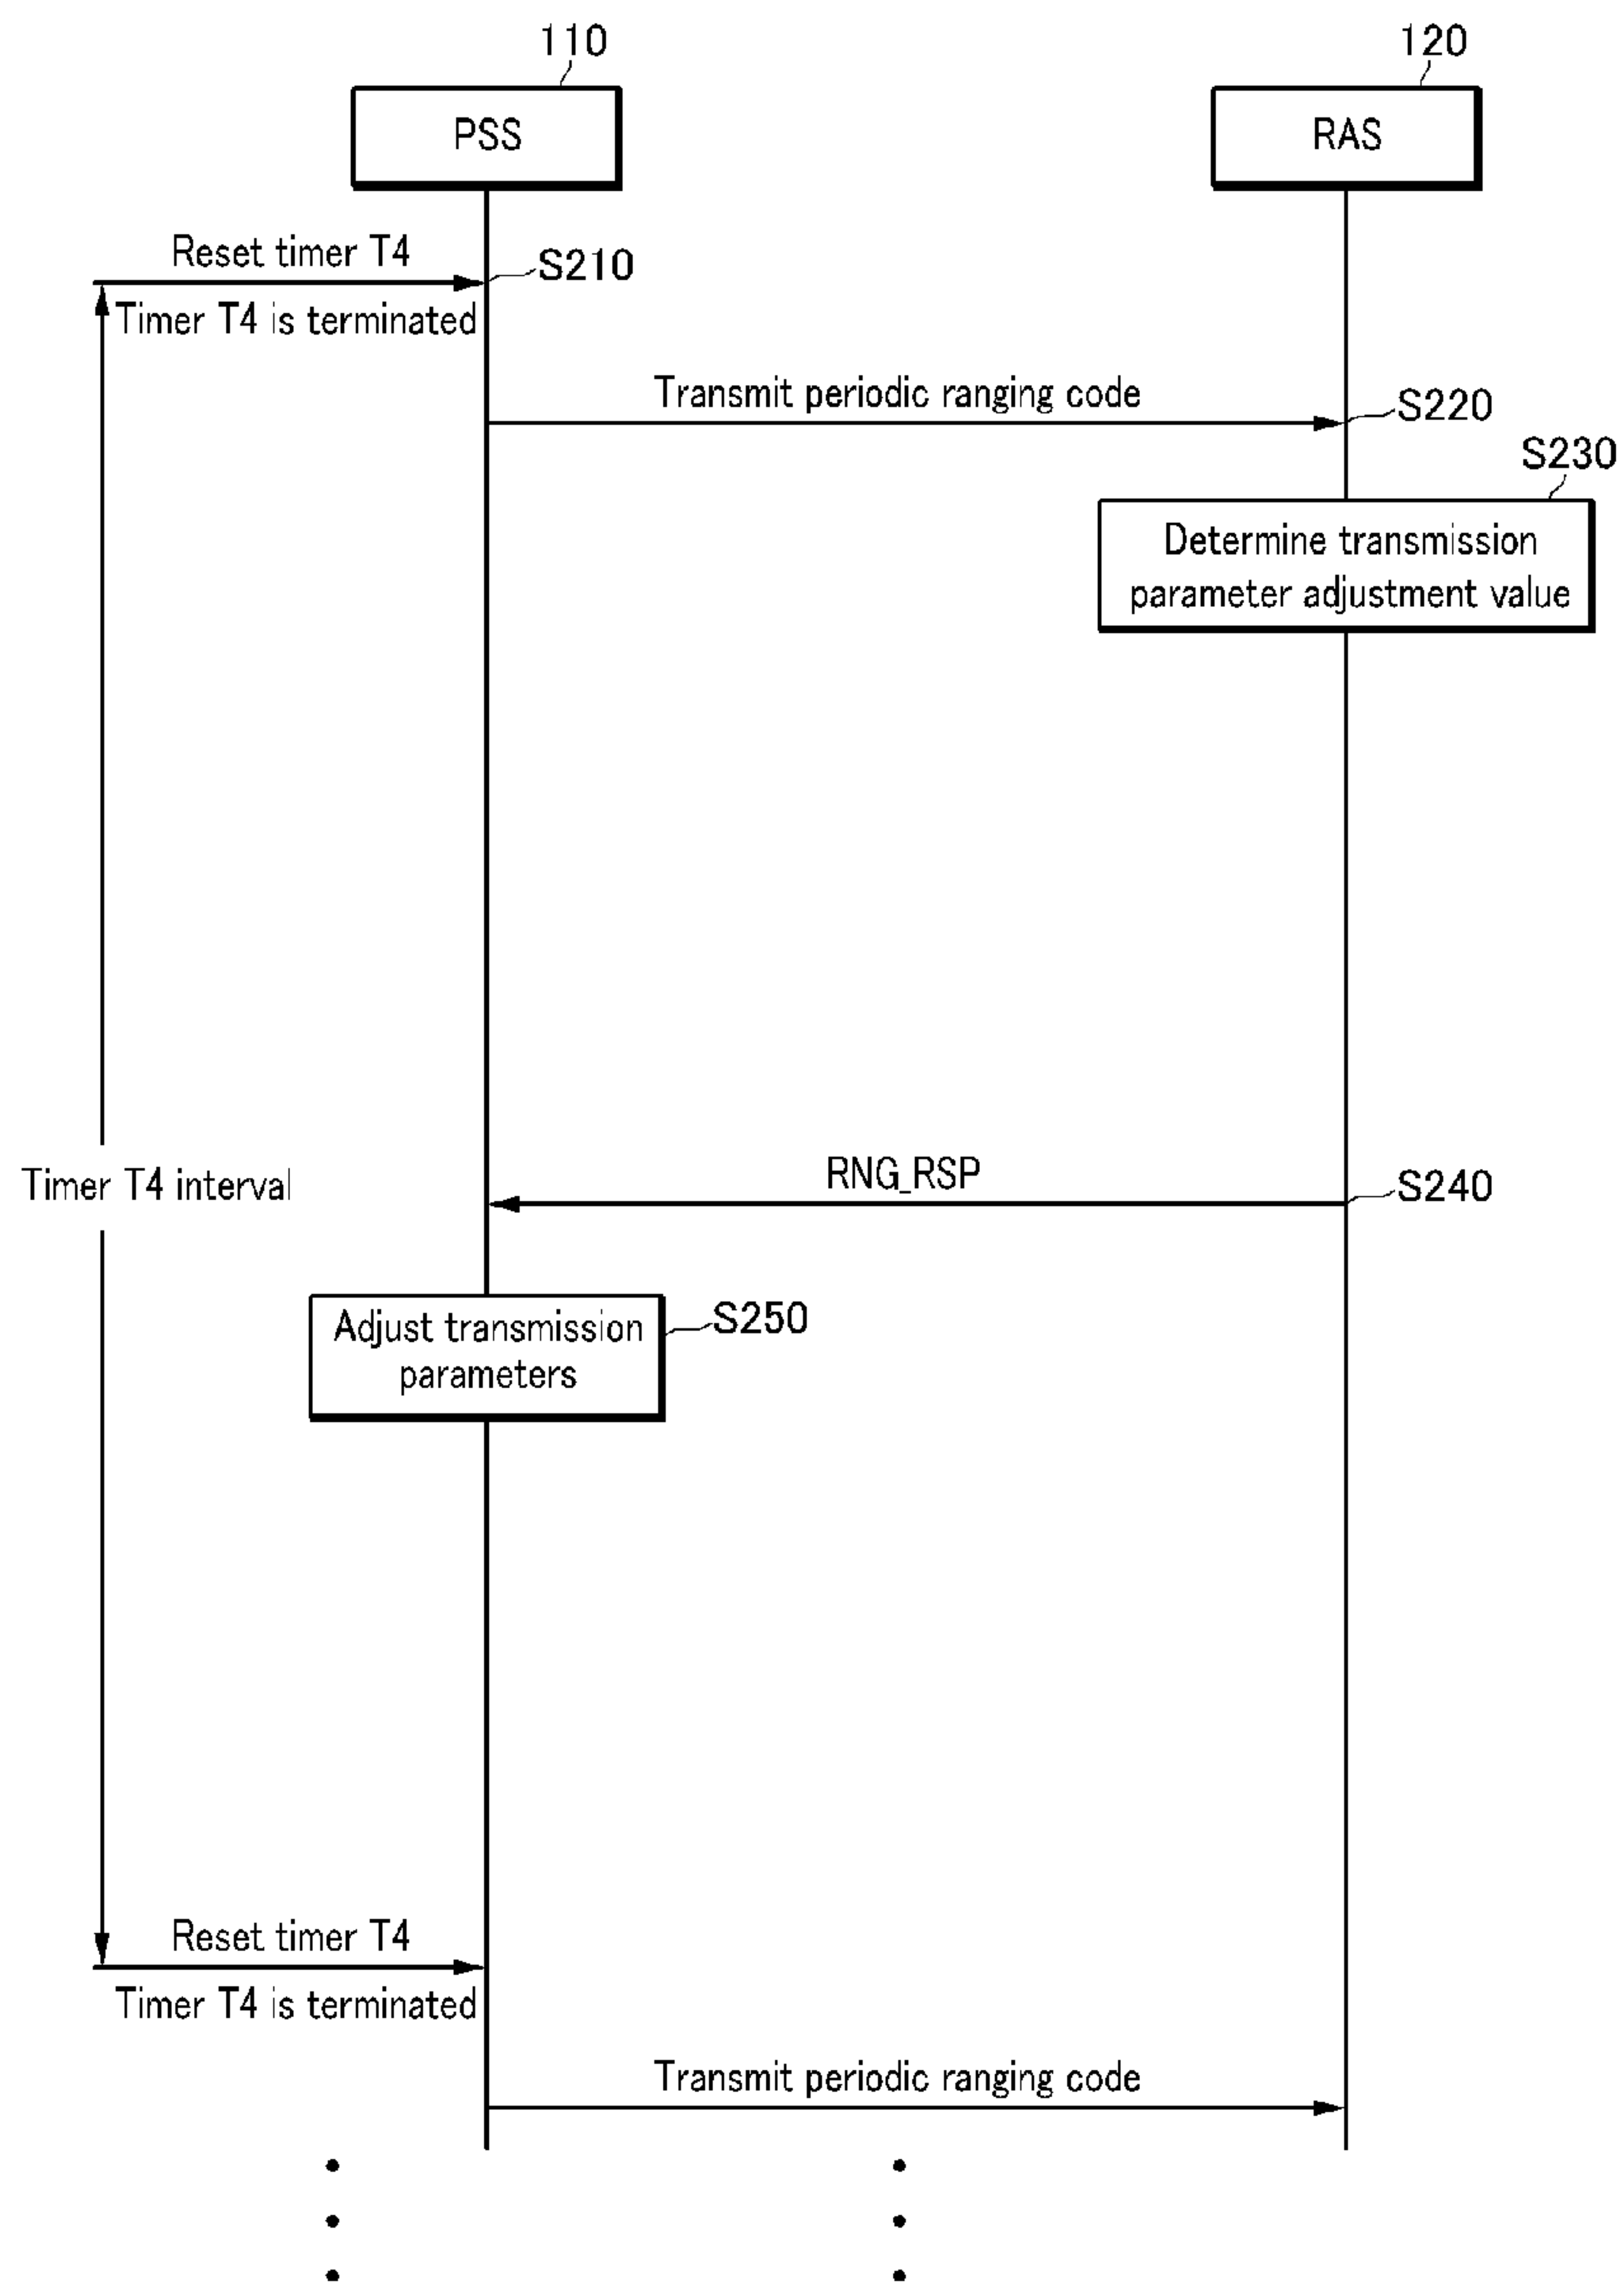 110
120
PSS
RAS
Reset timer T4
S210
Timer T4 is terminated
Transmit periodic ranging code
S220
S230
Determine transmission
parameter adjustment value
Timer T4 interval
RNG_RSP
S240
Adjust transmission
parameters
S250
Reset timer T4
Timer T4 is terminated
Transmit periodic ranging code